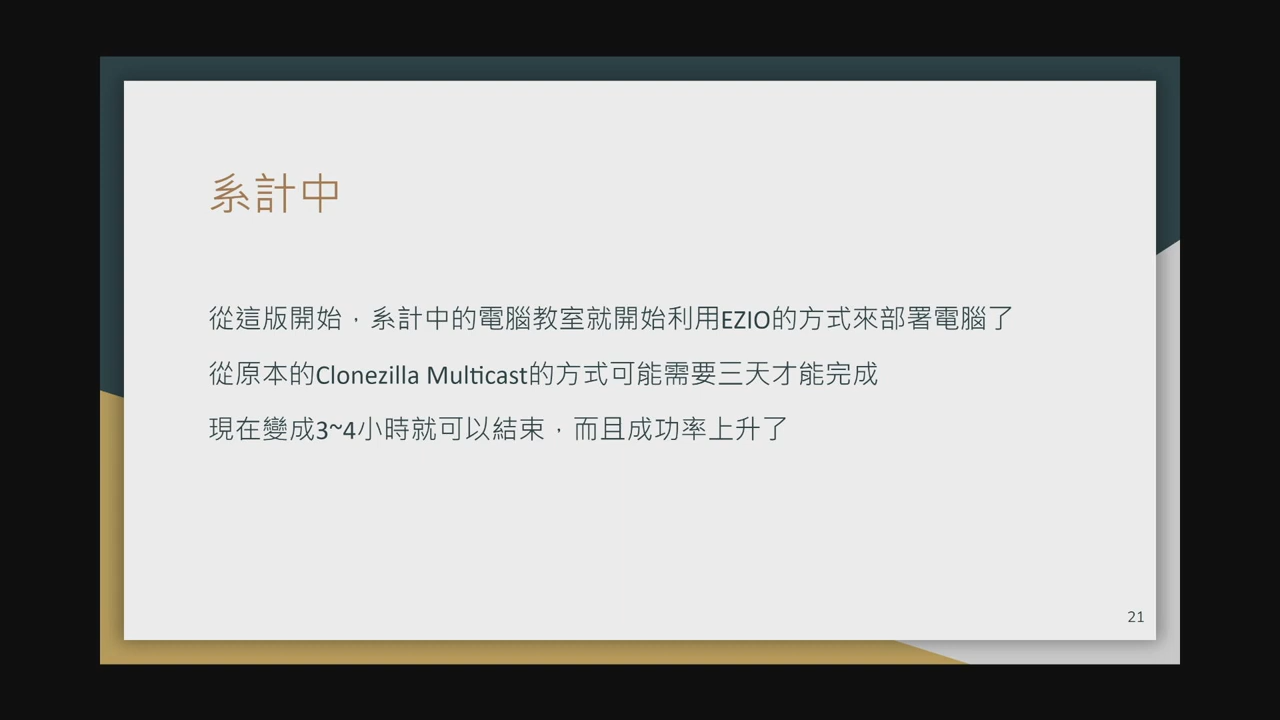 系計中
從這版開始，系計中的電腦教室就開始利用EZIO的方式來部署電腦了
從原本的Clonezilla Multicast的方式可能需要三天才能完成
現在變成3~4小時就可以結束，而且成功率上升了
21